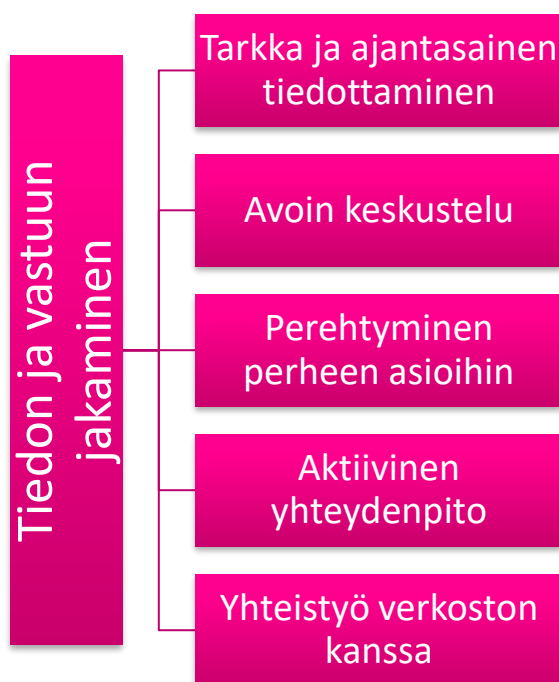 Tiedon ja vastuun
jakaminen
Tarkka ja ajantasainen
tiedottaminen
Avoin keskustelu
Perehtyminen
perheen asioihin
Aktiivinen
yhteydenpito
Yhteistyö verkoston
kanssa